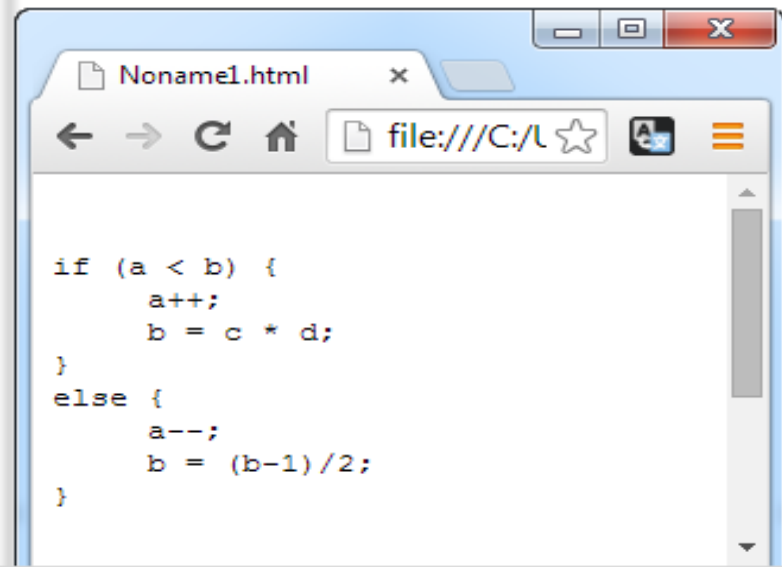 Noname1.html
file:///C:/U
if (a < b) {
     a++;
     b = c * d;
}
else {
     a--;
     b = (b-1)/2;
}